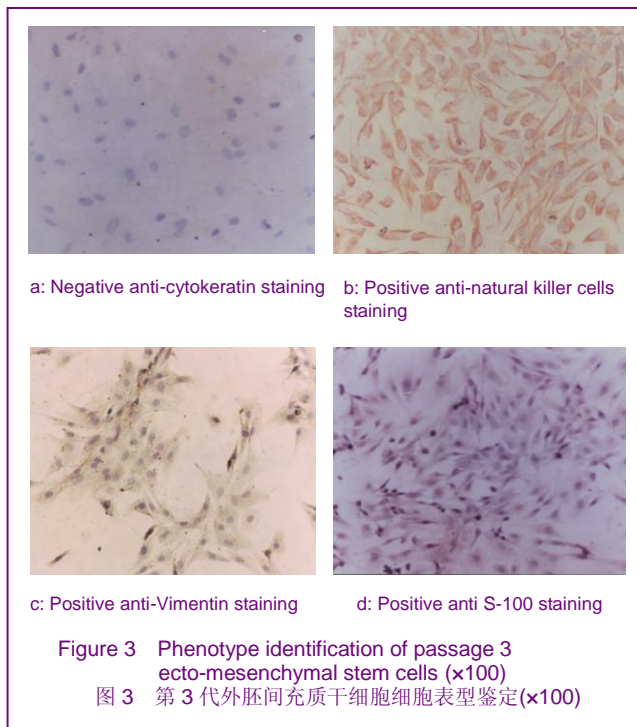 a: Negative anti-cytokeratin staining
b: Positive anti-natural killer cells
staining
c: Positive anti-Vimentin staining
d: Positive anti S-100 staining
Figure 3 Phenotype identification of passage 3
ecto-mesenchymal stem cells (×100)
图 3 第 3 代外胚间充质干细胞细胞表型鉴定(×100)